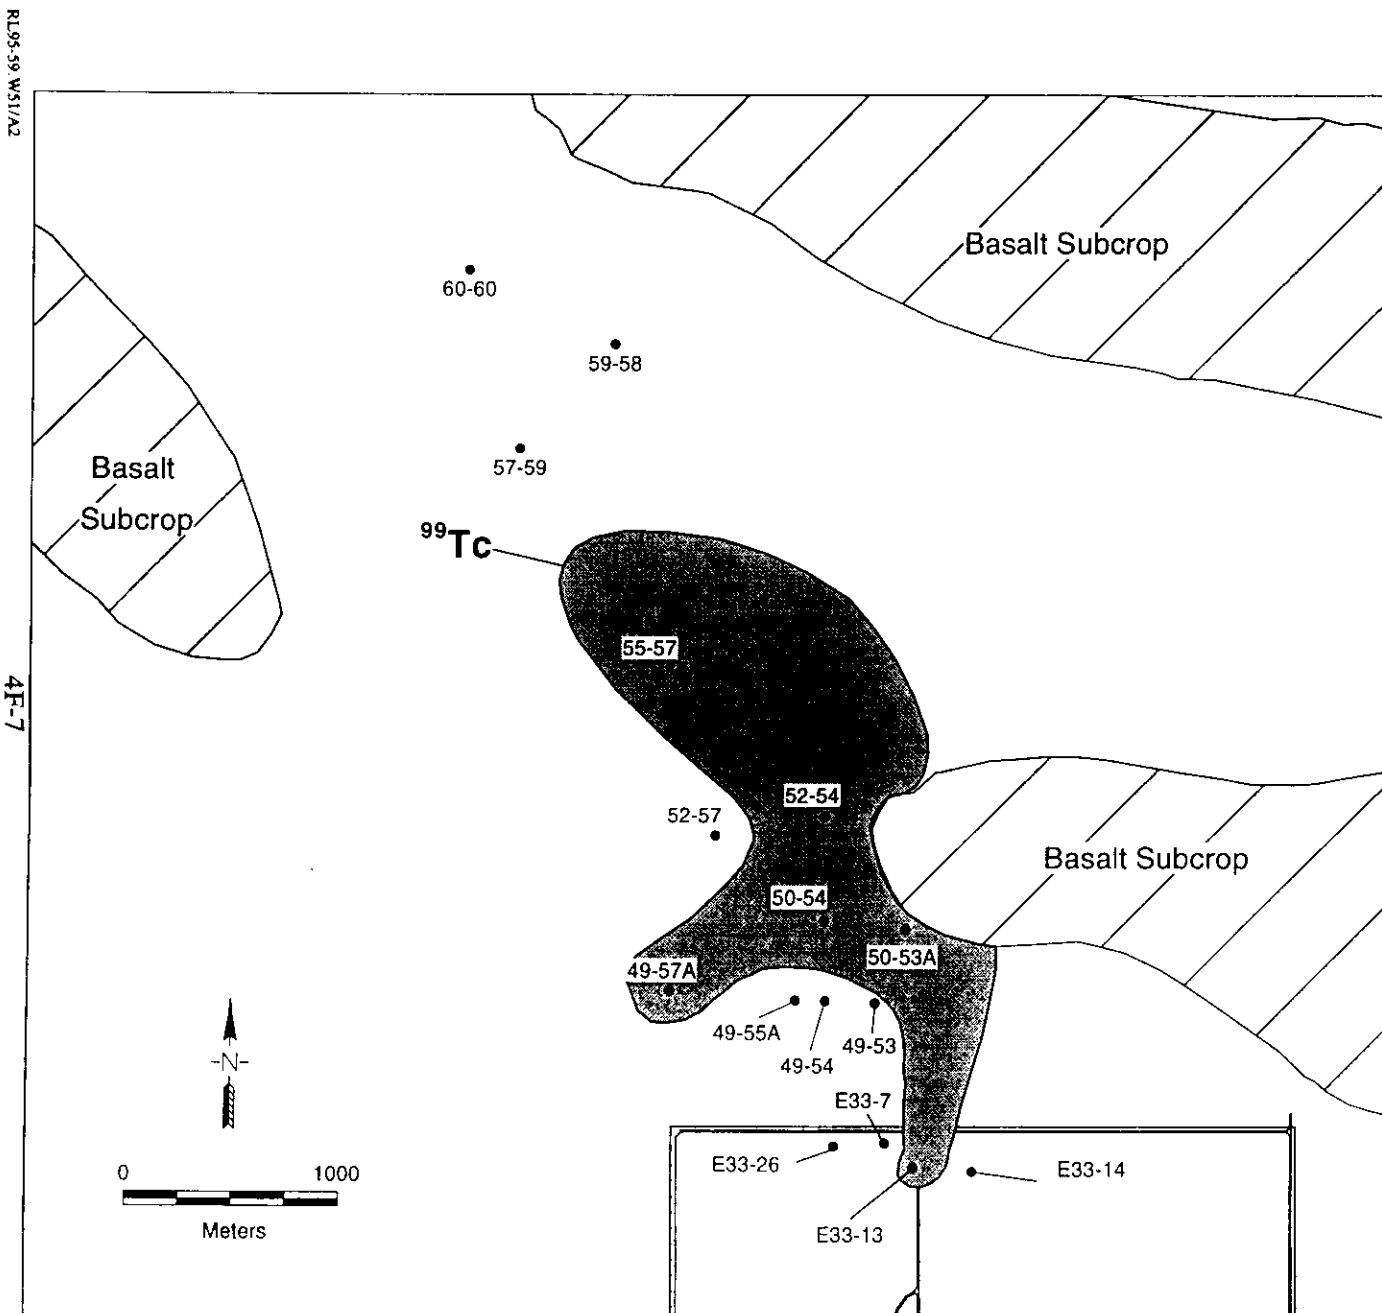 RL95-59.W51/A2
Basalt Subcrop
60-60
59-58
Basalt
Subcrop
57-59
⁹⁹Tc
55-57
4F-7
52-54
52-57
Basalt Subcrop
50-54
50-53A
49-57A
49-55A
49-54
49-53
N
E33-7
E33-26
E33-14
E33-13
0 1000
Meters